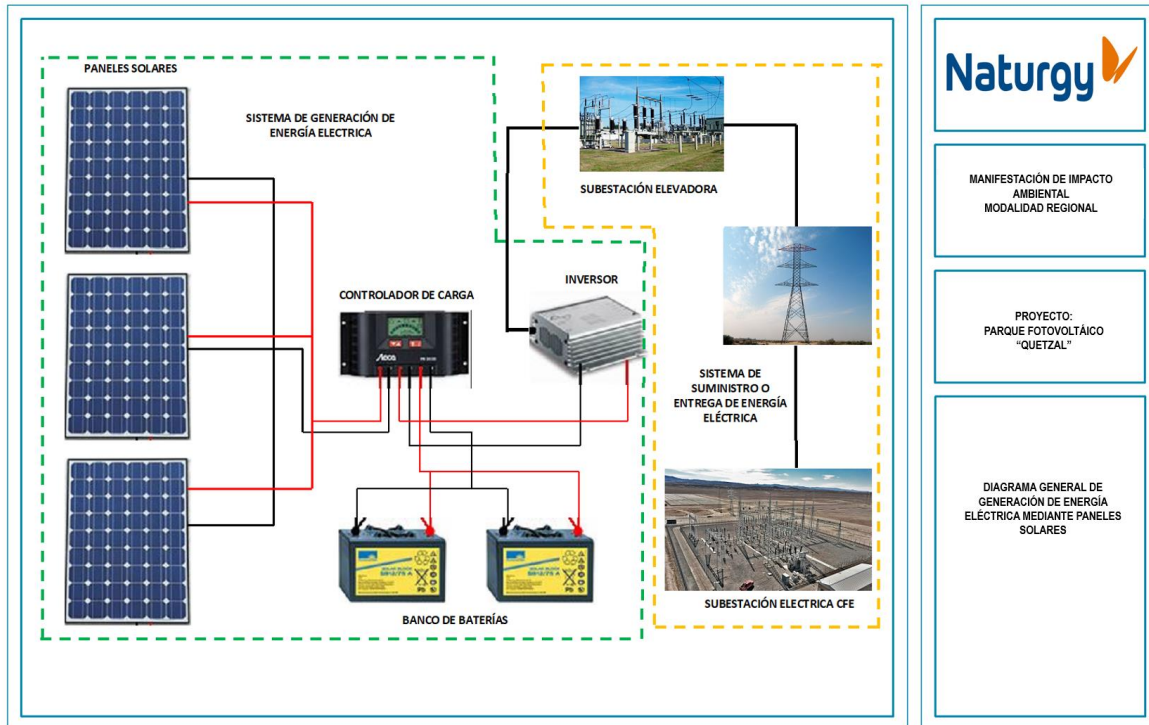 PANELES SOLARES
SISTEMA DE GENERACIÓN DE
ENERGÍA ELECTRICA
SUBESTACIÓN ELEVADORA
CONTROLADOR DE CARGA
INVERSOR
SISTEMA DE
SUMINISTRO O
ENTREGA DE ENERGÍA
ELÉCTRICA
SUBESTACIÓN ELECTRICA CFE
BANCO DE BATERÍAS
Naturgy
MANIFESTACIÓN DE IMPACTO
AMBIENTAL
MODALIDAD REGIONAL
PROYECTO:
PARQUE FOTOVOLTÁICO
“QUETZAL”
DIAGRAMA GENERAL DE
GENERACIÓN DE ENERGÍA
ELÉCTRICA MEDIANTE PANELES
SOLARES